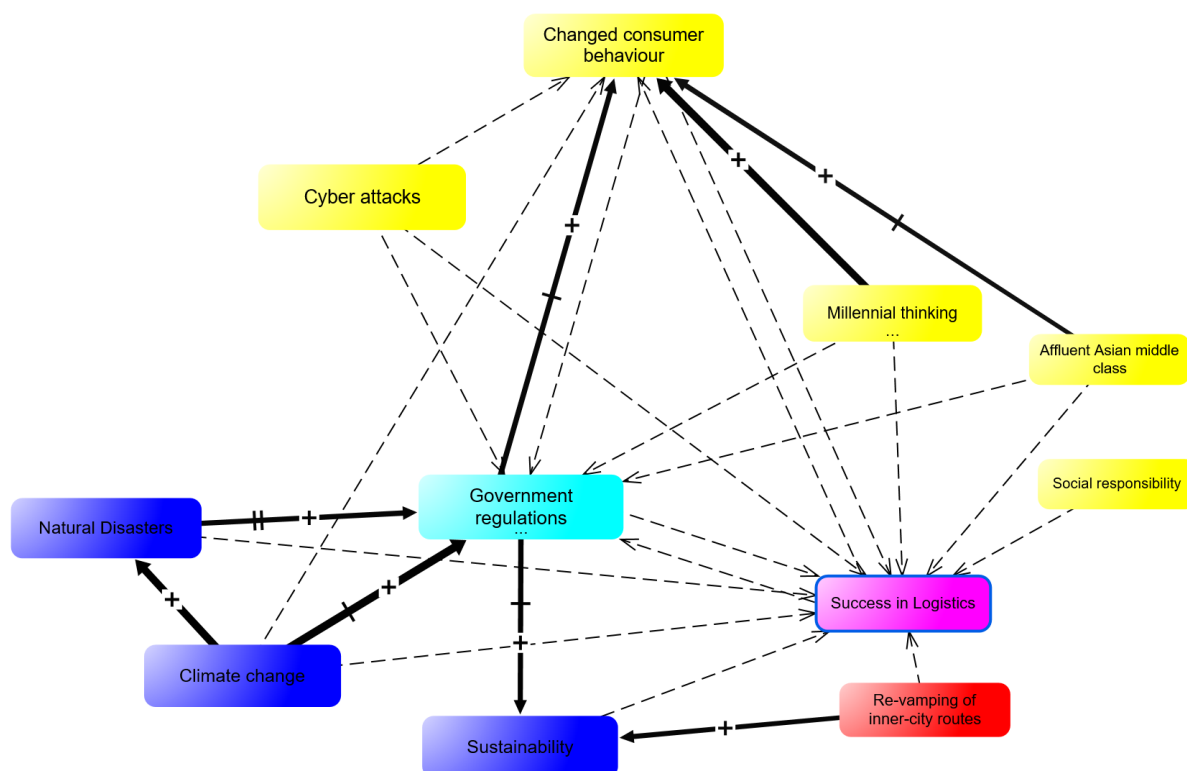 Changed consumer
behaviour
Cyber attacks
+
+
+
Millennial thinking
...
Affluent Asian middle
class
Social responsibility
Government
regulations
...
Natural Disasters
+
+
+
Success in Logistics
+
Climate change
Re-vamping of
inner-city routes
+
Sustainability